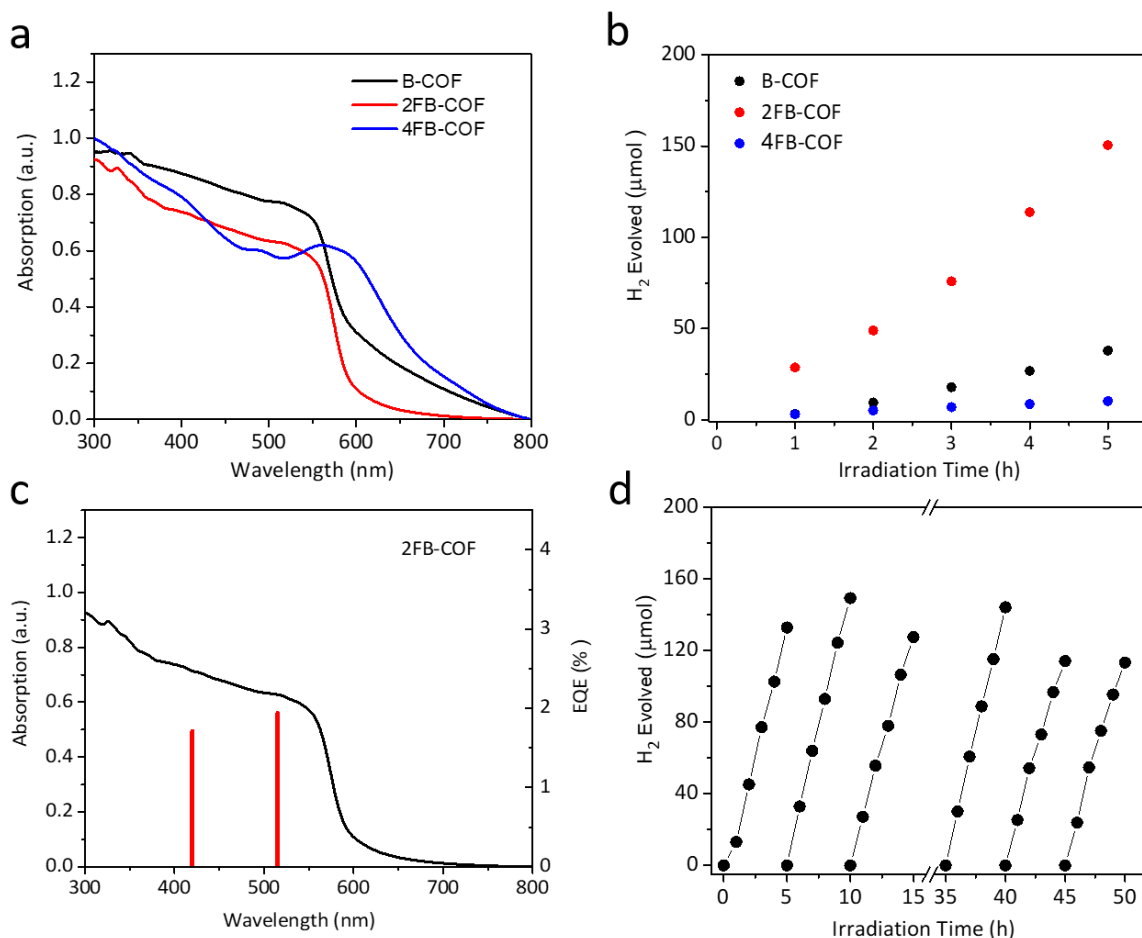 a
1.2
1.0
0.8
0.6
0.4
0.2
0.0
300 400 500 600 700 800
Absorption (a.u.)
Wavelength (nm)
B-COF
2FB-COF
4FB-COF
b
200
150
100
50
0
0 1 2 3 4 5
H₂ Evolved (μmol )
Irradiation Time (h)
B-COF
2FB-COF
4FB-COF
c
1.2
1.0
0.8
0.6
0.4
0.2
0.0
300 400 500 600 700 800
Absorption (a.u.)
Wavelength (nm)
2FB-COF
4
3
2
1
0
EQE (% )
d
200
160
120
80
40
0
0 5 10 15 35 40 45 50
H₂ Evolved (μmol)
Irradiation Time (h)